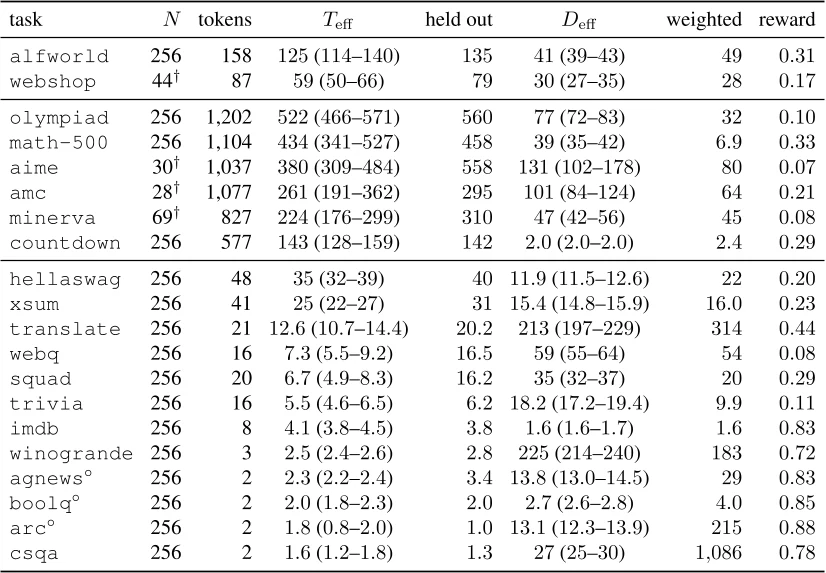 task N tokens T_eff held out D_eff weighted reward
alfworld 256 158 125 (114–140) 135 41 (39–43) 49 0.31
webshop 44† 87 59 (50–66) 79 30 (27–35) 28 0.17
olympiad 256 1,202 522 (466–571) 560 77 (72–83) 32 0.10
math-500 256 1,104 434 (341–527) 458 39 (35–42) 6.9 0.33
aime 30† 1,037 380 (309–484) 558 131 (102–178) 80 0.07
amc 28† 1,077 261 (191–362) 295 101 (84–124) 64 0.21
minerva 69† 827 224 (176–299) 310 47 (42–56) 45 0.08
countdown 256 577 143 (128–159) 142 2.0 (2.0–2.0) 2.4 0.29
hellaswag 256 48 35 (32–39) 40 11.9 (11.5–12.6) 22 0.20
xsum 256 41 25 (22–27) 31 15.4 (14.8–15.9) 16.0 0.23
translate 256 21 12.6 (10.7–14.4) 20.2 213 (197–229) 314 0.44
webq 256 16 7.3 (5.5–9.2) 16.5 59 (55–64) 54 0.08
squad 256 20 6.7 (4.9–8.3) 16.2 35 (32–37) 20 0.29
trivia 256 16 5.5 (4.6–6.5) 6.2 18.2 (17.2–19.4) 9.9 0.11
imdb 256 8 4.1 (3.8–4.5) 3.8 1.6 (1.6–1.7) 1.6 0.83
winogrande 256 3 2.5 (2.4–2.6) 2.8 225 (214–240) 183 0.72
agnews° 256 2 2.3 (2.2–2.4) 3.4 13.8 (13.0–14.5) 29 0.83
boolq° 256 2 2.0 (1.8–2.3) 2.0 2.7 (2.6–2.8) 4.0 0.85
arc° 256 2 1.8 (0.8–2.0) 1.0 13.1 (12.3–13.9) 215 0.88
csqa 256 2 1.6 (1.2–1.8) 1.3 27 (25–30) 1,086 0.78